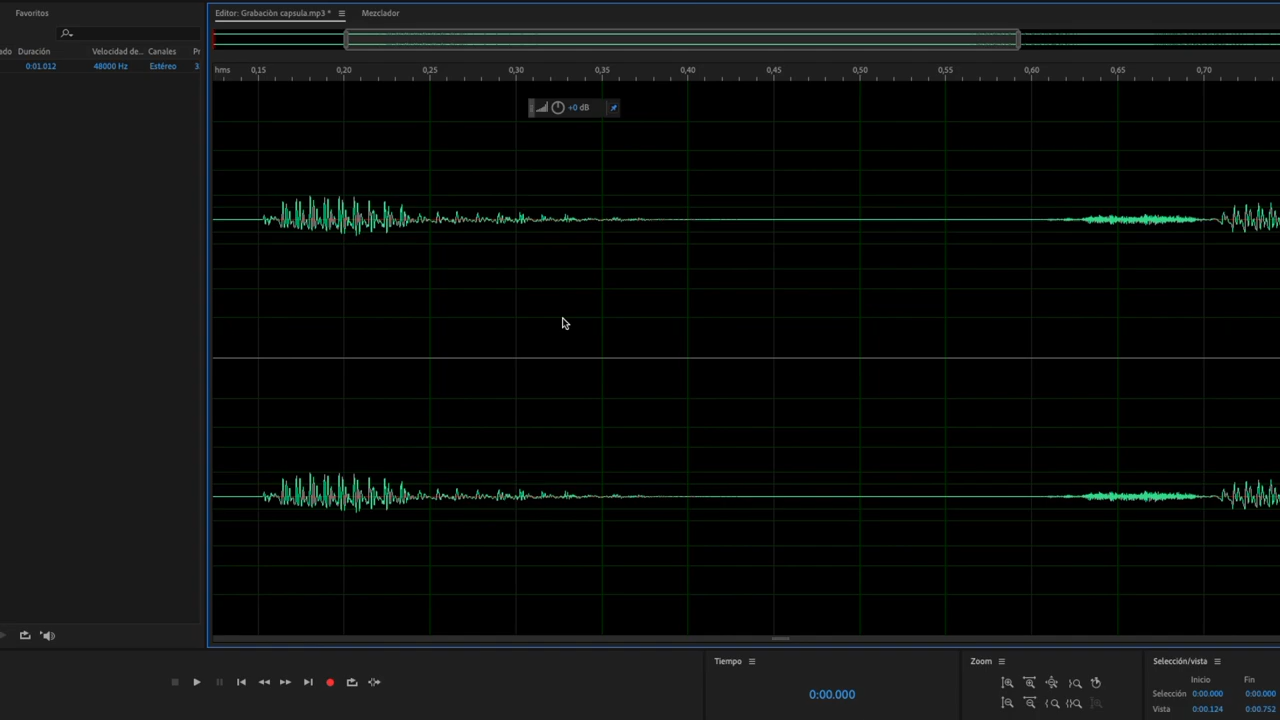 Favoritos
Editor: Grabaciòn capsula.mp3 *
Mezclador
ado Duración Velocidad de... Canales Pr
0:01.012 48000 Hz Estéreo 3
hms 0,15 0,20 0,25 0,30 0,35 0,40 0,45 0,50 0,55 0,60 0,65 0,70
+0 dB
Tiempo
0:00.000
Zoom
Selección/vista
Inicio Fin
Selección 0:00.000 0:00.000
Vista 0:00.124 0:00.752